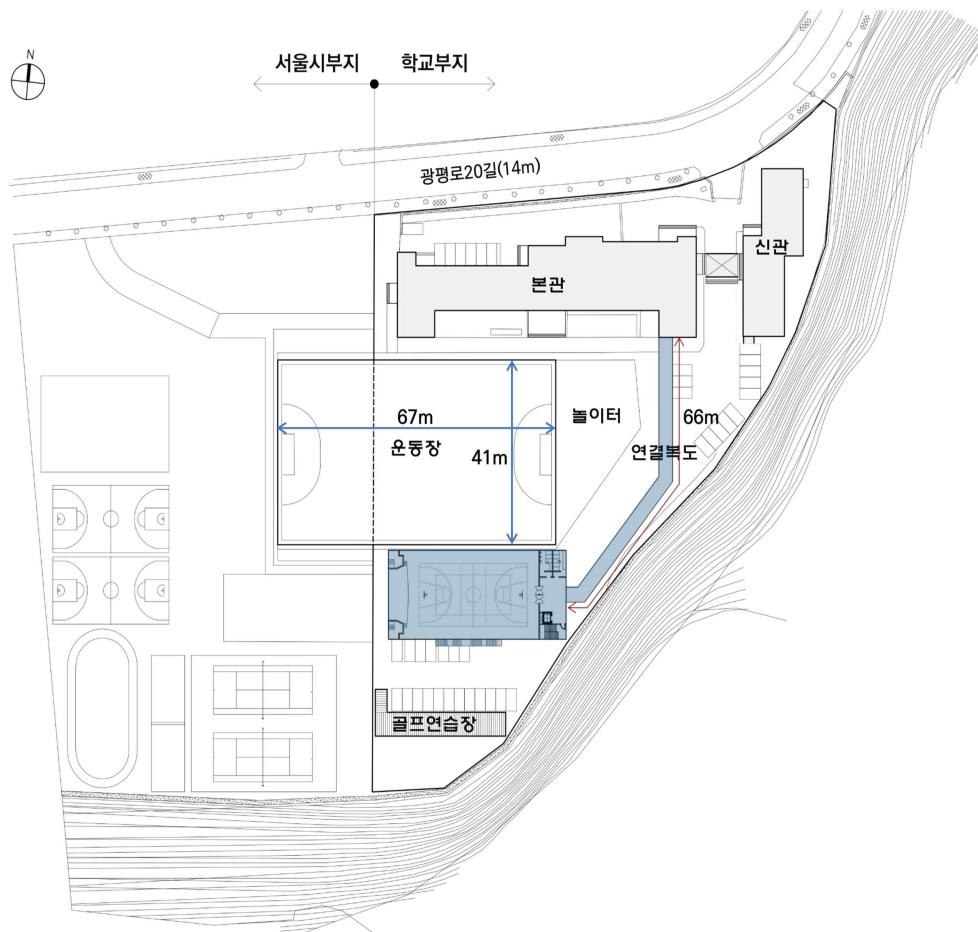 N
서울시부지
학교부지
광평로20길(14m)
신관
본관
67m
놀이터
66m
운동장
41m
연결복도
골프연습장